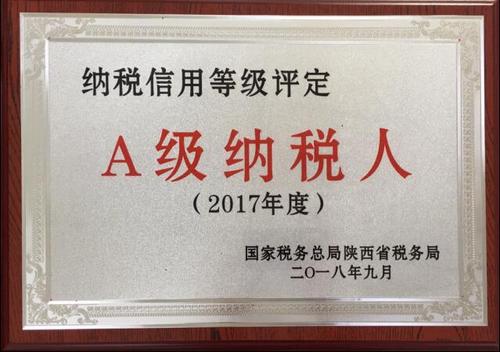 纳税信用等级评定
A级纳税人
（2017年度）
国家税务总局陕西省税务局
二〇一八年九月